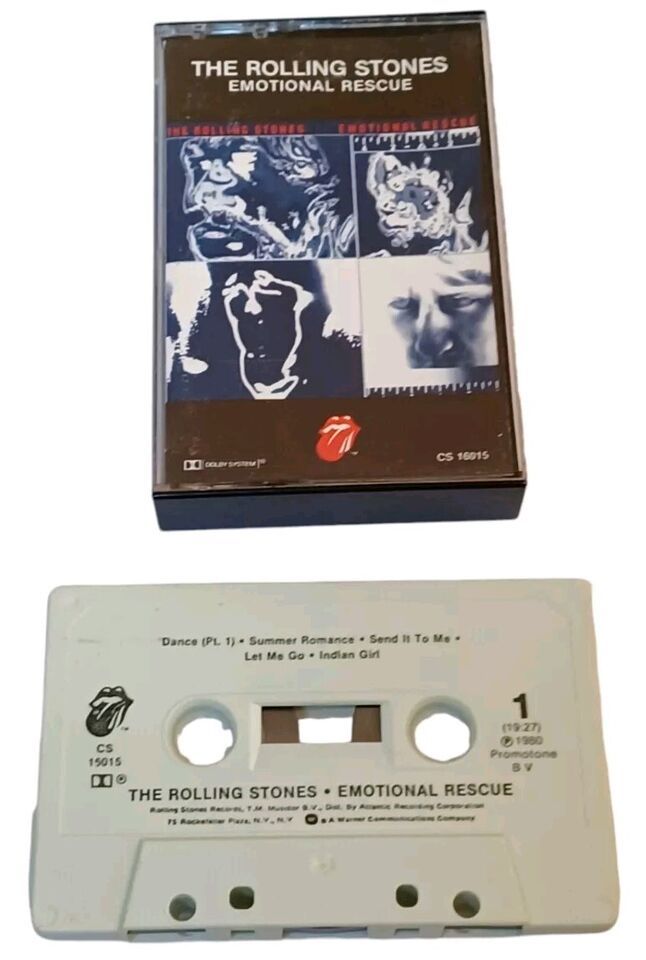 THE ROLLING STONES
EMOTIONAL RESCUE
THE ROLLING STONES EMOTIONAL RESCUE
DOLBY SYSTEM
CS 16015
Dance (Pt. 1) • Summer Romance • Send It To Me •
Let Me Go • Indian Girl
1
(19:27)
℗ 1980
Promotone
B V
TM
CS
15015
THE ROLLING STONES • EMOTIONAL RESCUE
Rolling Stones Records, T.M. Musidor B.V., Dist. By Atlantic Recording Corporation
75 Rockefeller Plaza, N.Y., N.Y A Warner Communications Company